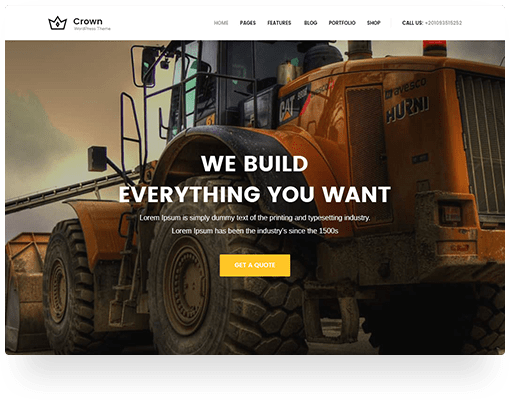 Crown
WordPress Theme
HOME PAGES FEATURES BLOG PORTFOLIO SHOP CALL US: +201093515252
CAT
Dravesco
HURNI
WE BUILD
EVERYTHING YOU WANT
Lorem Ipsum is simply dummy text of the printing and typesetting industry.
Lorem Ipsum has been the industry's since the 1500s
GET A QUOTE